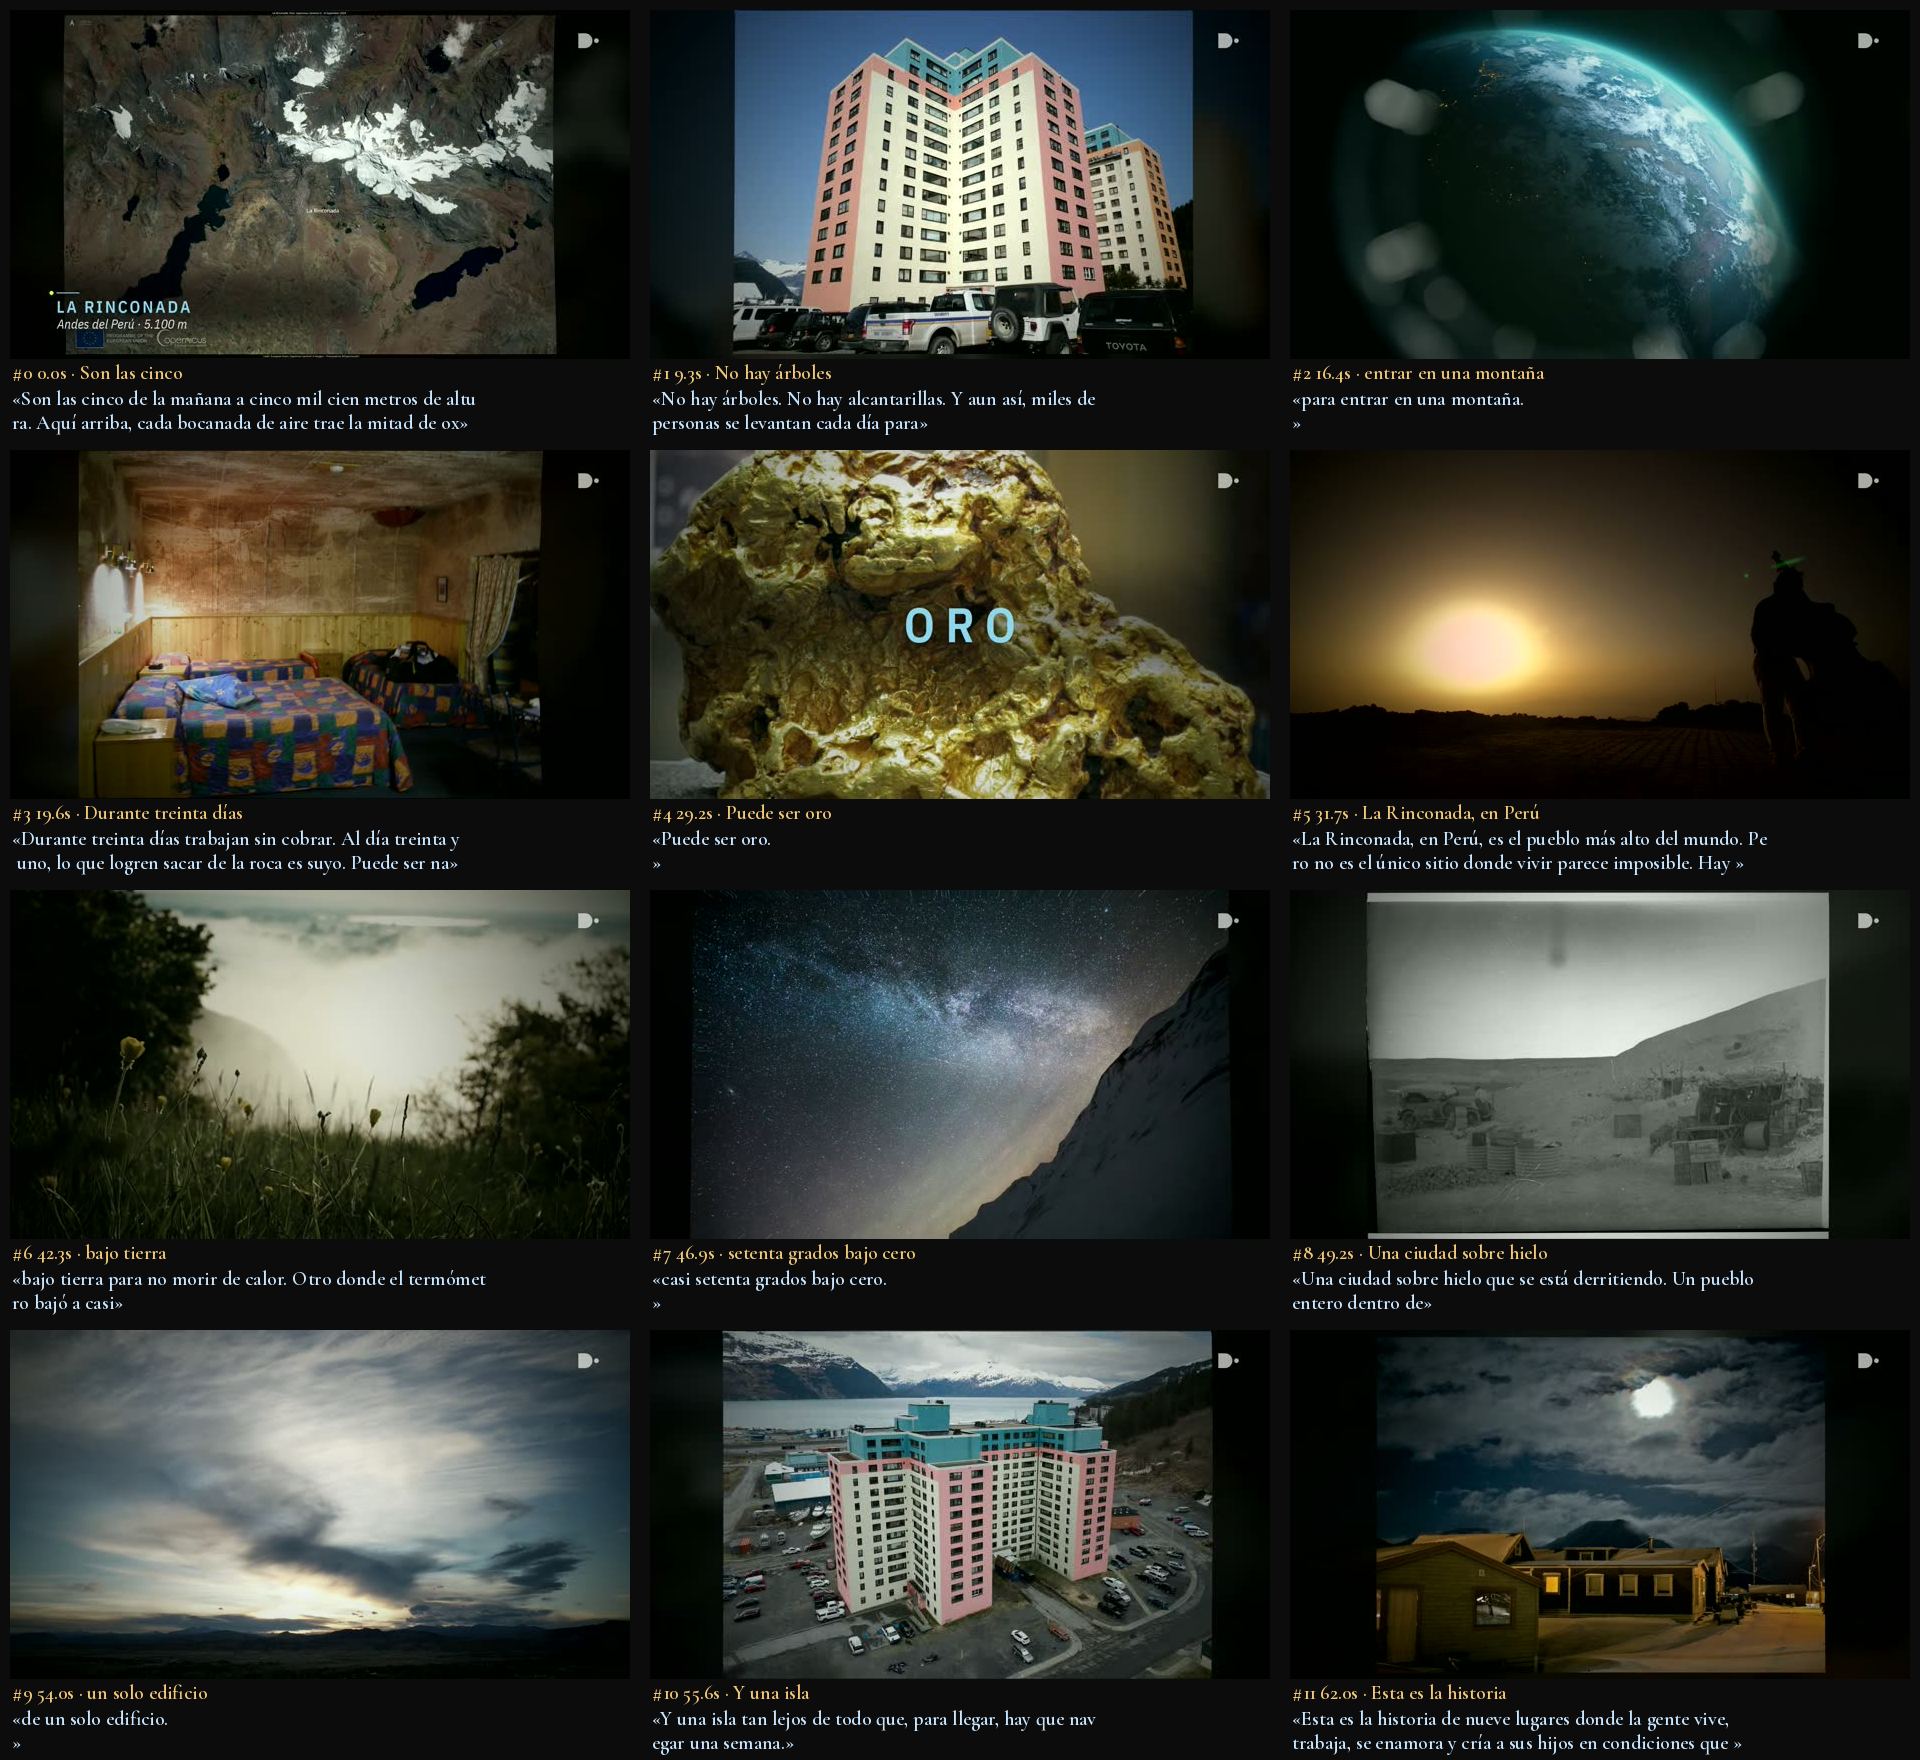 La Rinconada
LA RINCONADA
Andes del Perú · 5.100 m
PROGRAMME OF THE
EUROPEAN UNION
opernicus
#0 0.0s · Son las cinco
«Son las cinco de la mañana a cinco mil cien metros de altu
ra. Aquí arriba, cada bocanada de aire trae la mitad de ox»
TOYOTA
#1 9.3s · No hay árboles
«No hay árboles. No hay alcantarillas. Y aun así, miles de
personas se levantan cada día para»
#2 16.4s · entrar en una montaña
«para entrar en una montaña.
»
#3 19.6s · Durante treinta días
«Durante treinta días trabajan sin cobrar. Al día treinta y
uno, lo que logren sacar de la roca es suyo. Puede ser na»
ORO
#4 29.2s · Puede ser oro
«Puede ser oro.
»
#5 31.7s · La Rinconada, en Perú
«La Rinconada, en Perú, es el pueblo más alto del mundo. Pe
ro no es el único sitio donde vivir parece imposible. Hay »
#6 42.3s · bajo tierra
«bajo tierra para no morir de calor. Otro donde el termómet
ro bajó a casi»
#7 46.9s · setenta grados bajo cero
«casi setenta grados bajo cero.
»
#8 49.2s · Una ciudad sobre hielo
«Una ciudad sobre hielo que se está derritiendo. Un pueblo
entero dentro de»
#9 54.0s · un solo edificio
«de un solo edificio.
»
#10 55.6s · Y una isla
«Y una isla tan lejos de todo que, para llegar, hay que nav
egar una semana.»
#11 62.0s · Esta es la historia
«Esta es la historia de nueve lugares donde la gente vive,
trabaja, se enamora y cría a sus hijos en condiciones que »